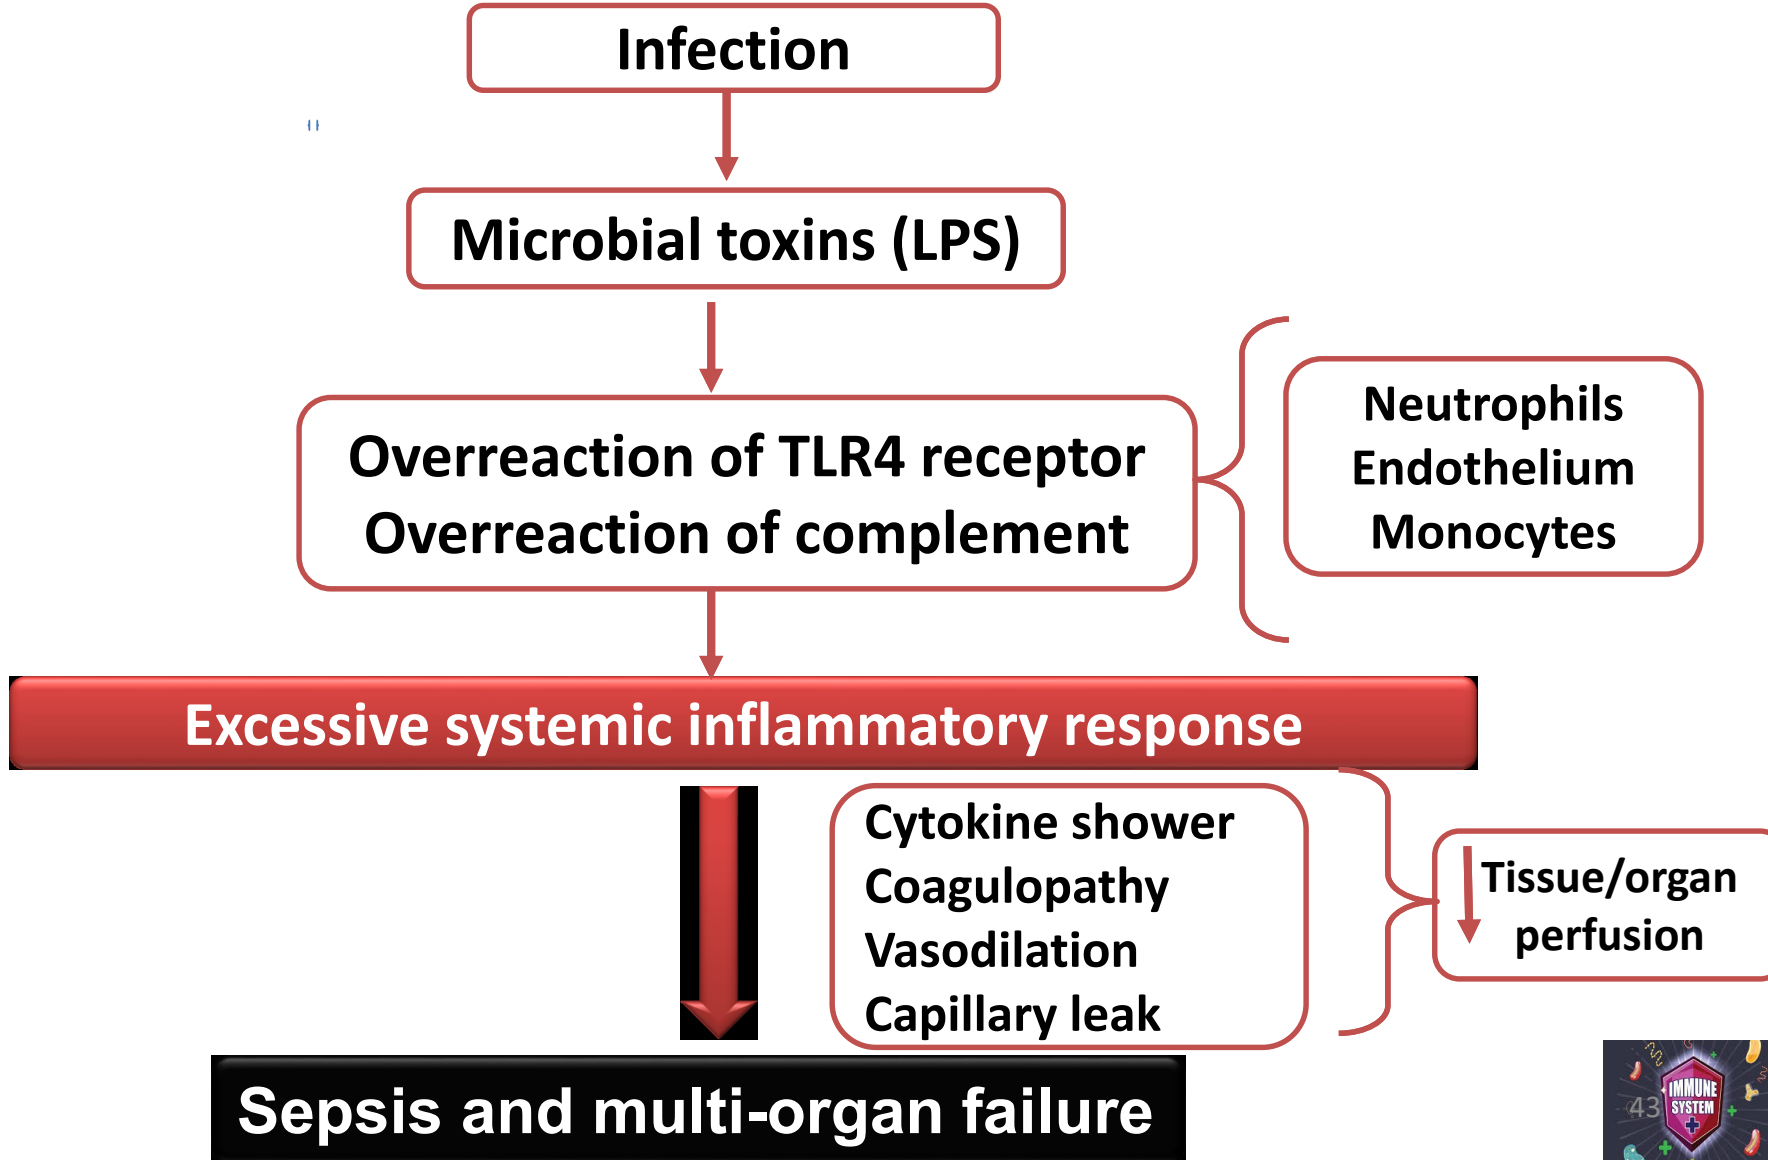 Infection
Microbial toxins (LPS)
Overreaction of TLR4 receptor
Overreaction of complement
Neutrophils
Endothelium
Monocytes
Excessive systemic inflammatory response
Cytokine shower
Coagulopathy
Vasodilation
Capillary leak
Tissue/organ
perfusion
Sepsis and multi-organ failure
43
IMMUNE
SYSTEM